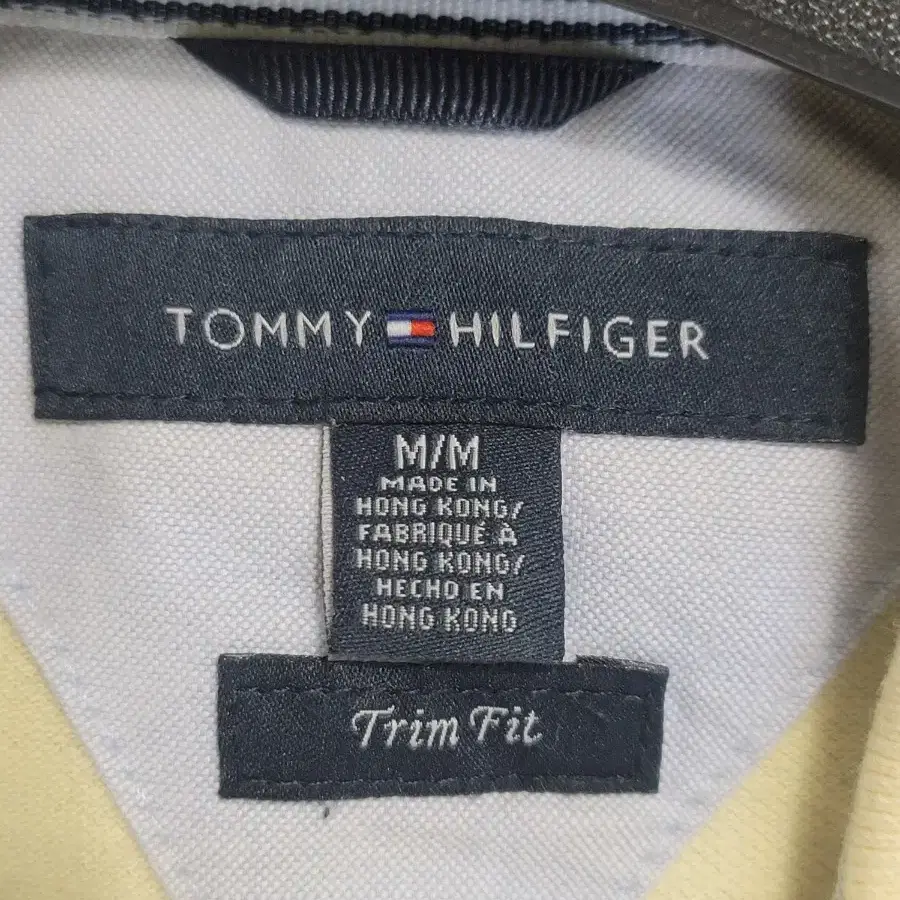 TOMMY HILFIGER
M/M
MADE IN
HONG KONG/
FABRIQUÉ À
HONG KONG/
HECHO EN
HONG KONG
Trim Fit